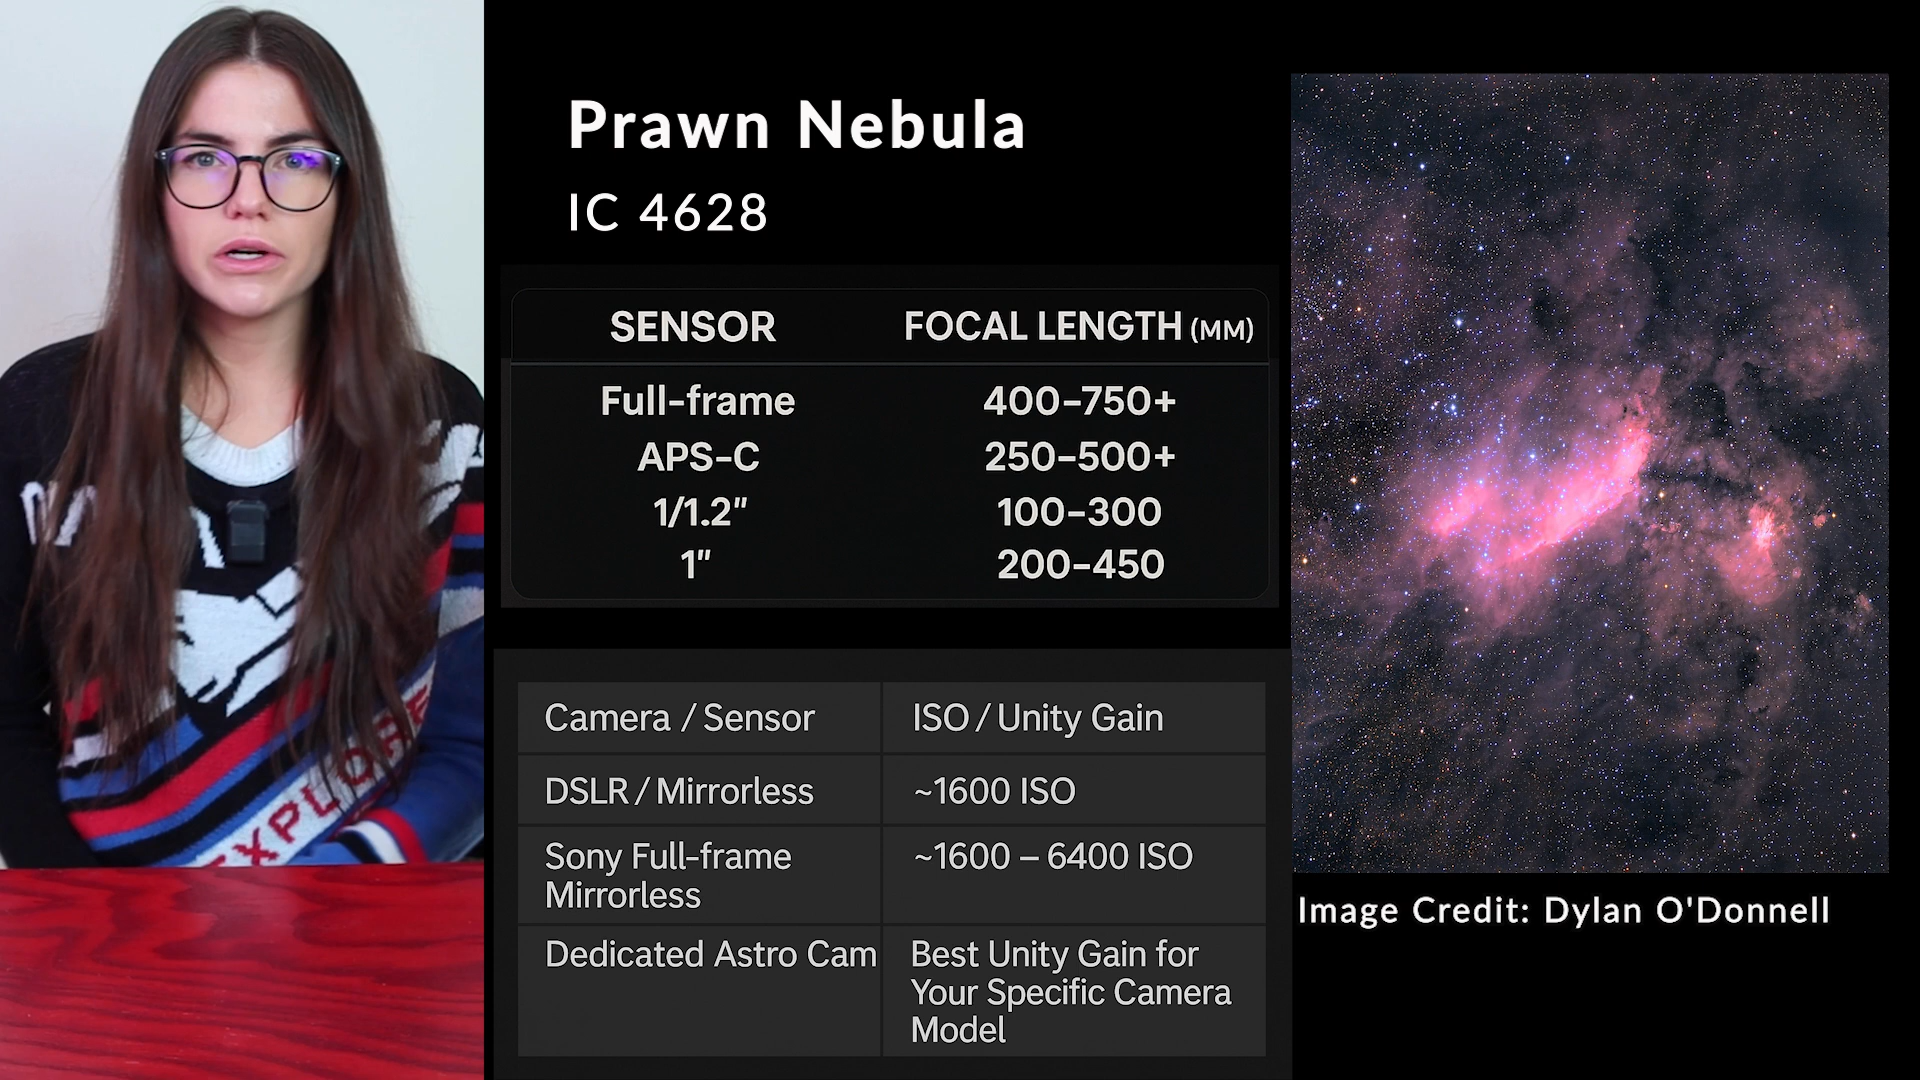 Prawn Nebula
IC 4628
SENSOR FOCAL LENGTH (MM)
Full-frame 400–750+
APS-C 250–500+
1/1.2" 100–300
1" 200–450
Camera / Sensor ISO / Unity Gain
DSLR / Mirrorless ~1600 ISO
Sony Full-frame ~1600 – 6400 ISO
Mirrorless
Dedicated Astro Cam Best Unity Gain for
Your Specific Camera
Model
Image Credit: Dylan O'Donnell
EXPLORE